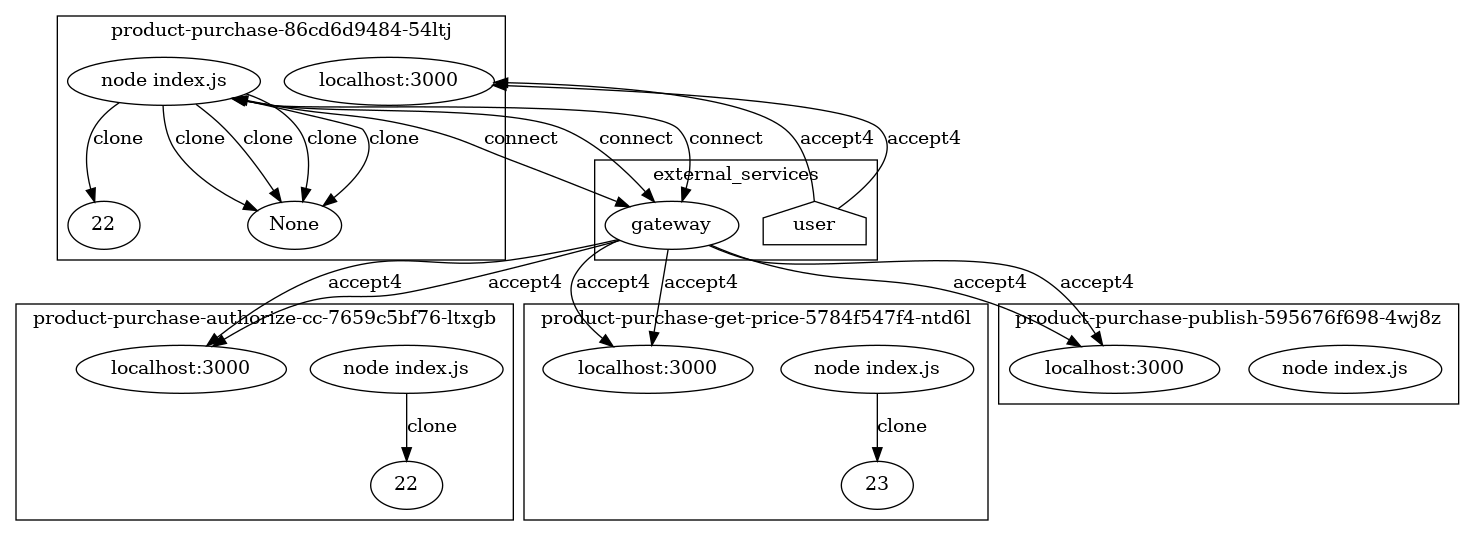 product-purchase-86cd6d9484-54ltj
node index.js
localhost:3000
clone
clone
clone
clone
clone
connect
connect
connect
accept4
accept4
external_services
22
None
gateway
user
accept4
accept4
accept4
accept4
accept4
accept4
product-purchase-authorize-cc-7659c5bf76-ltxgb
product-purchase-get-price-5784f547f4-ntd6l
product-purchase-publish-595676f698-4wj8z
localhost:3000
node index.js
localhost:3000
node index.js
localhost:3000
node index.js
clone
clone
22
23